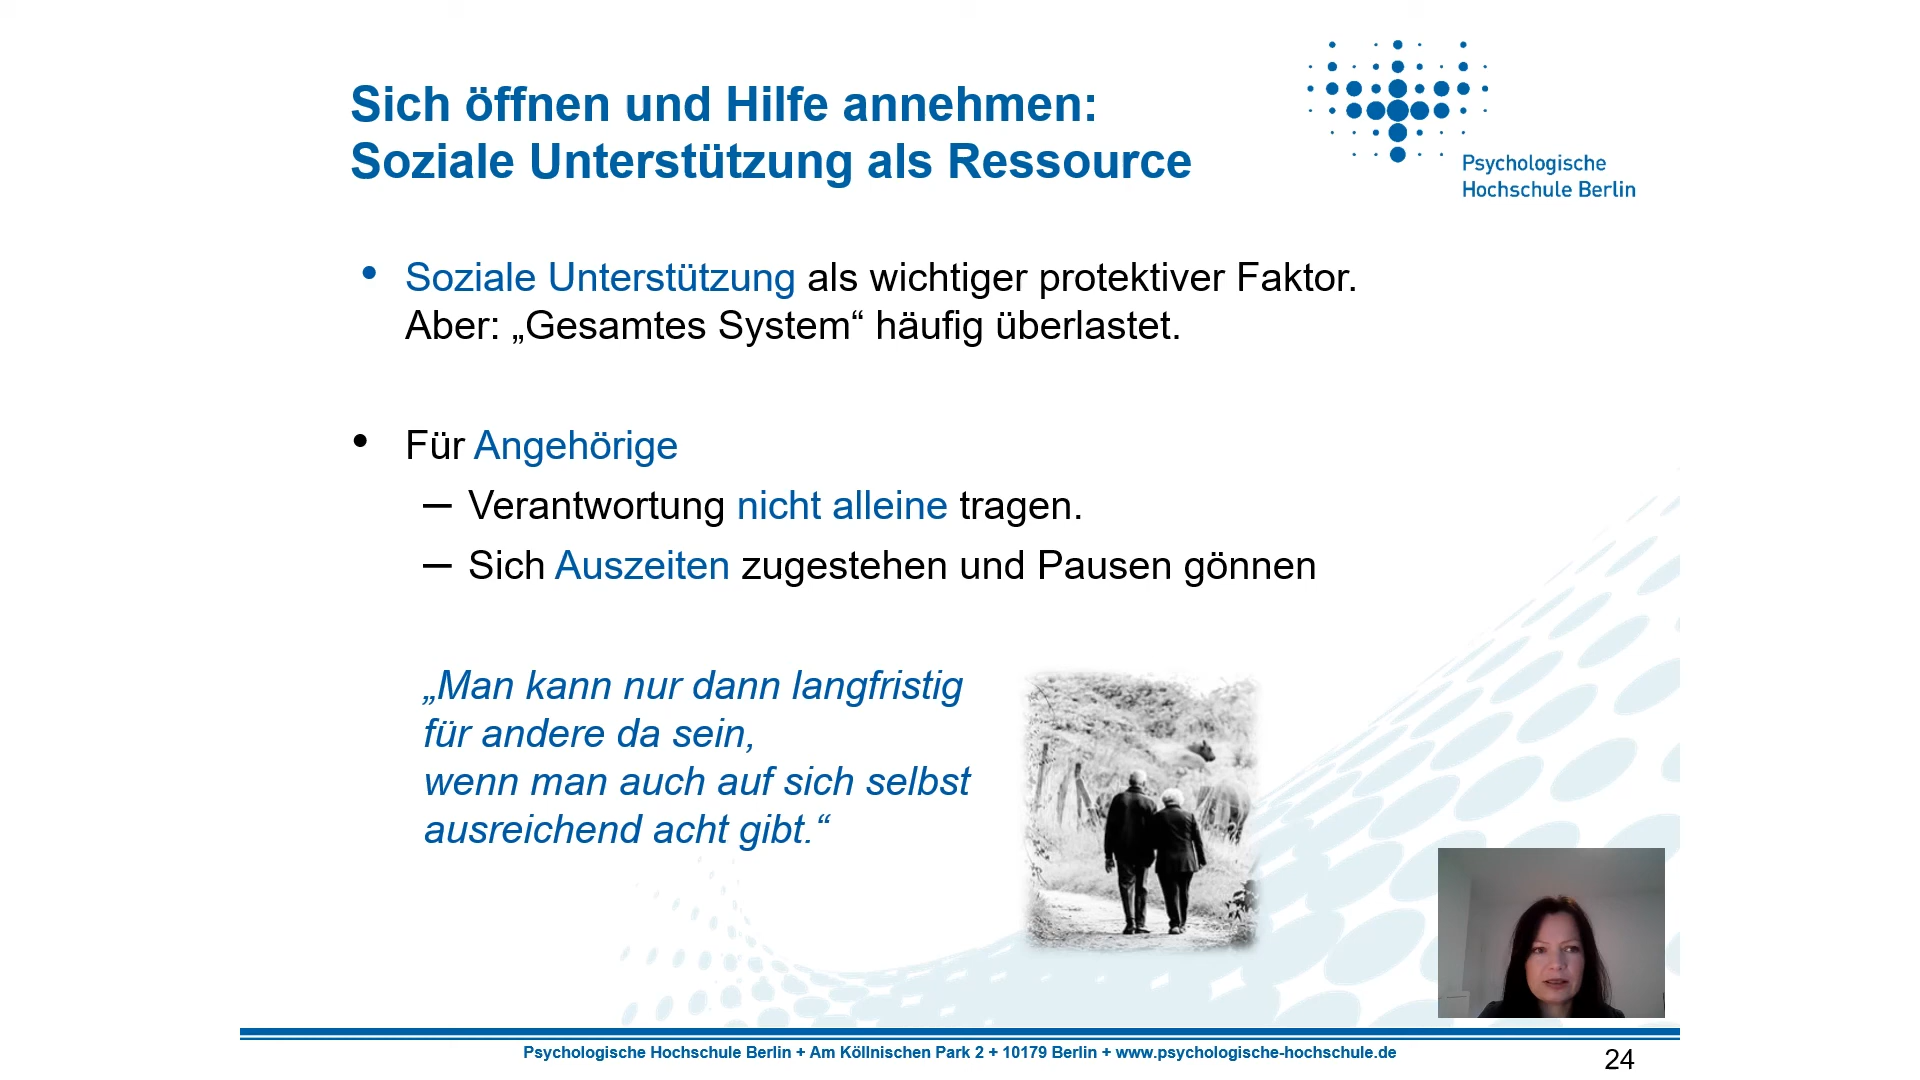 Sich öffnen und Hilfe annehmen:
Soziale Unterstützung als Ressource
Psychologische
Hochschule Berlin
• Soziale Unterstützung als wichtiger protektiver Faktor.
Aber: „Gesamtes System“ häufig überlastet.
• Für Angehörige
– Verantwortung nicht alleine tragen.
– Sich Auszeiten zugestehen und Pausen gönnen
„Man kann nur dann langfristig
für andere da sein,
wenn man auch auf sich selbst
ausreichend acht gibt.“
Psychologische Hochschule Berlin + Am Köllnischen Park 2 + 10179 Berlin + www.psychologische-hochschule.de
24